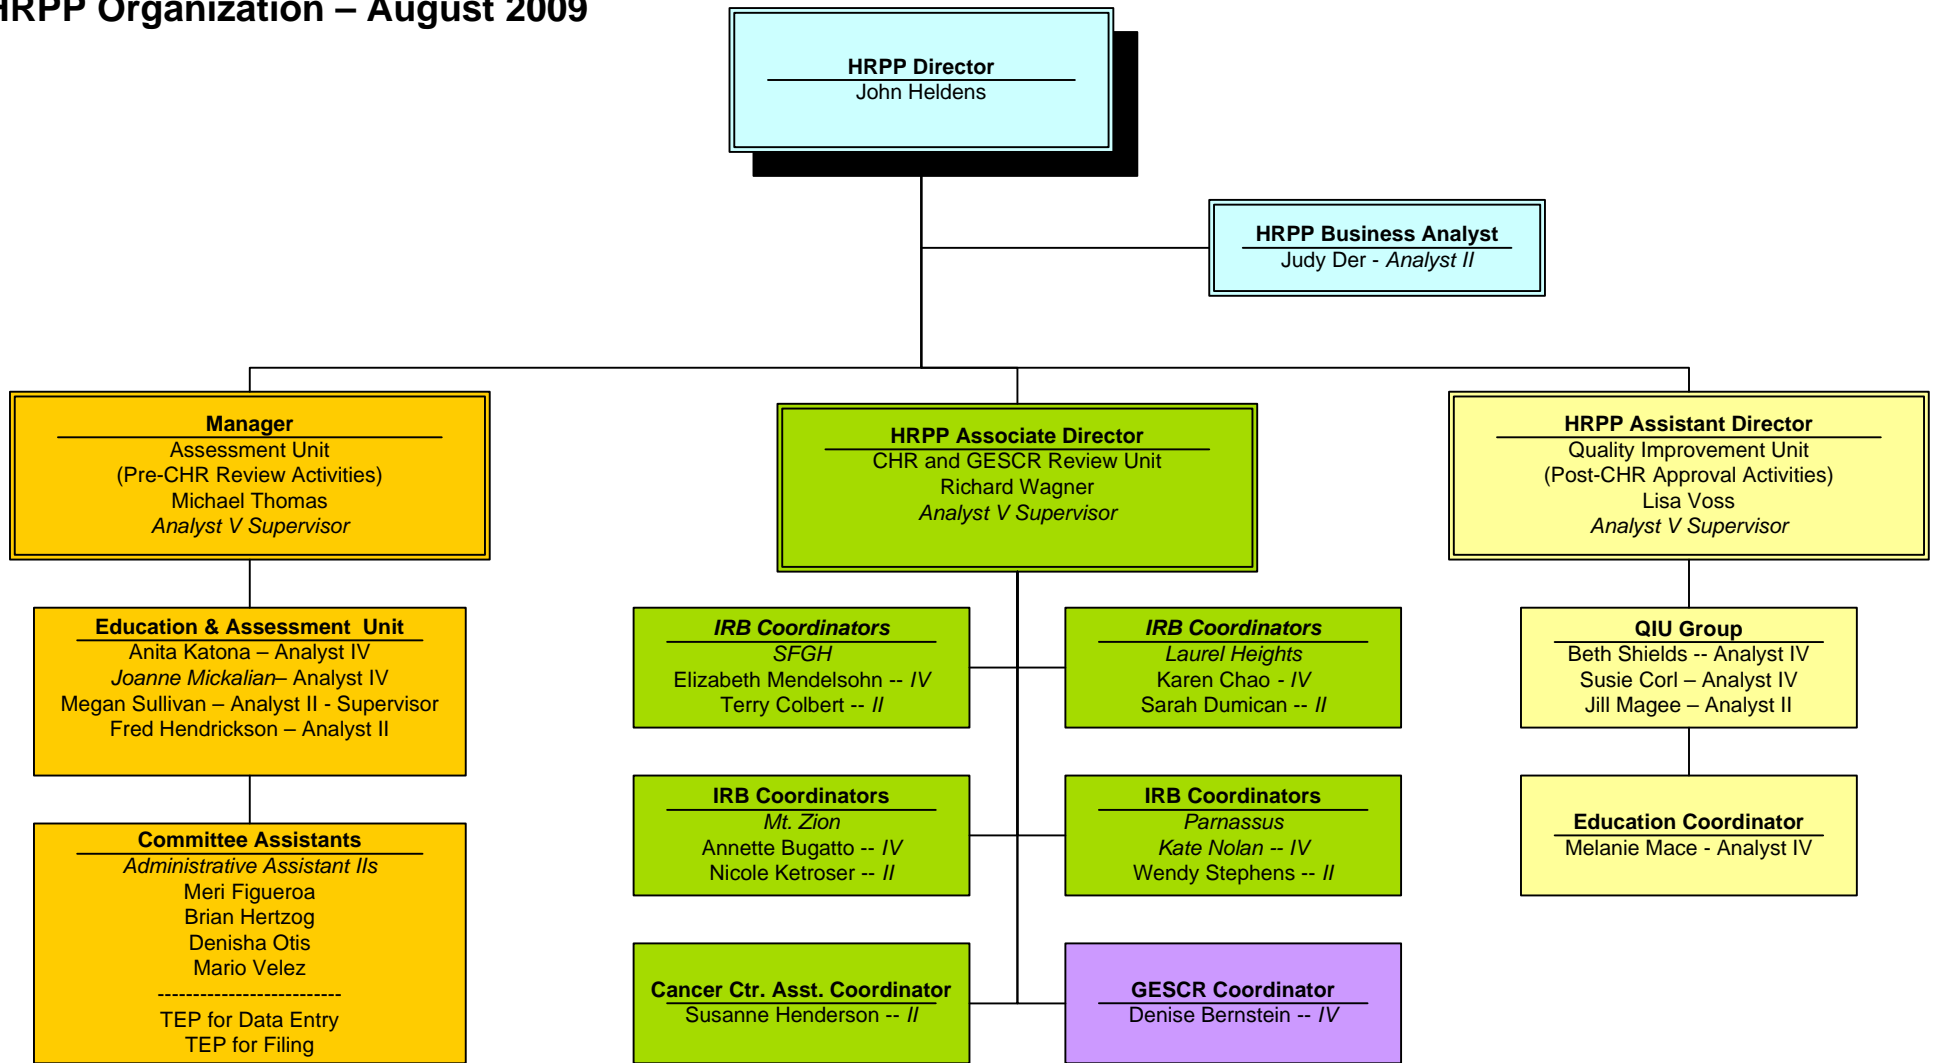 HRPP Organization – August 2009
HRPP Director
John Heldens
HRPP Business Analyst
Judy Der - Analyst II
Manager
Assessment Unit
(Pre-CHR Review Activities)
Michael Thomas
Analyst V Supervisor
HRPP Associate Director
CHR and GESCR Review Unit
Richard Wagner
Analyst V Supervisor
HRPP Assistant Director
Quality Improvement Unit
(Post-CHR Approval Activities)
Lisa Voss
Analyst V Supervisor
Education & Assessment  Unit
Anita Katona – Analyst IV
Joanne Mickalian– Analyst IV
Megan Sullivan – Analyst II - Supervisor
Fred Hendrickson – Analyst II
IRB Coordinators
SFGH
Elizabeth Mendelsohn -- IV
Terry Colbert -- II
IRB Coordinators
Laurel Heights
Karen Chao - IV
Sarah Dumican -- II
QIU Group
Beth Shields -- Analyst IV
Susie Corl – Analyst IV
Jill Magee – Analyst II
Committee Assistants
Administrative Assistant IIs
Meri Figueroa
Brian Hertzog
Denisha Otis
Mario Velez
--------------------------
TEP for Data Entry
TEP for Filing
IRB Coordinators
Mt. Zion
Annette Bugatto -- IV
Nicole Ketroser -- II
IRB Coordinators
Parnassus
Kate Nolan -- IV
Wendy Stephens -- II
Education Coordinator
Melanie Mace - Analyst IV
Cancer Ctr. Asst. Coordinator
Susanne Henderson -- II
GESCR Coordinator
Denise Bernstein -- IV